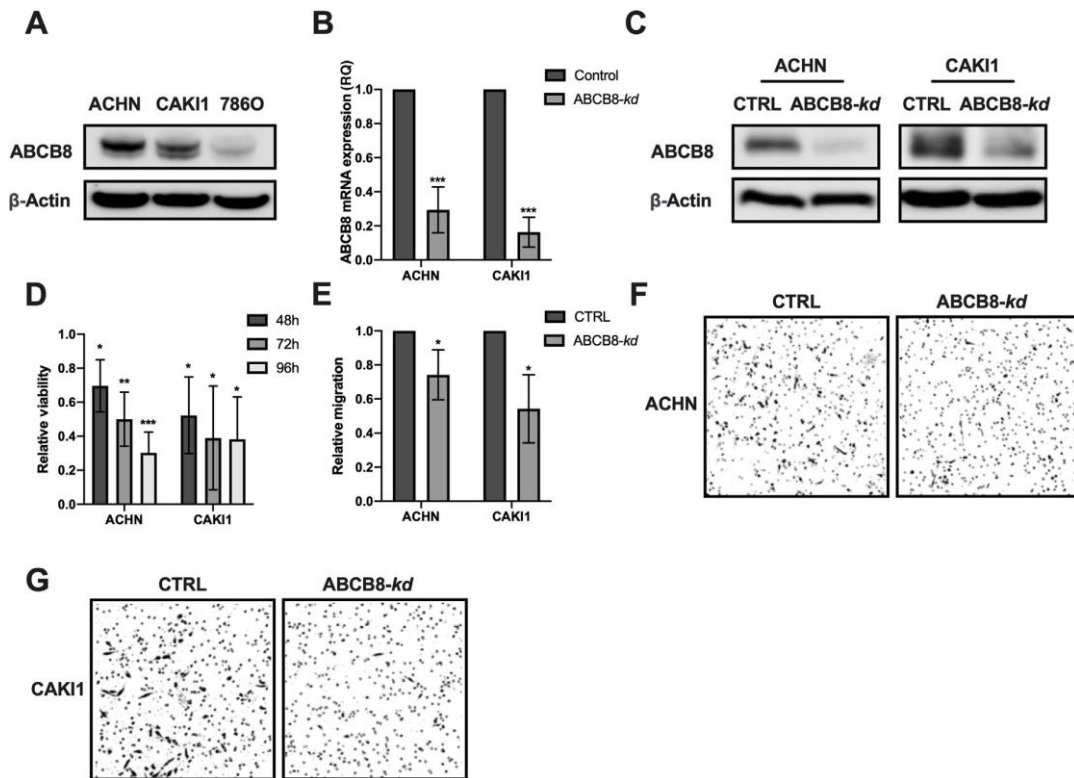 A
ACHN CAKI1 786O
ABCB8
β-Actin
B
ABCB8 mRNA expression (RQ)
1.0
0.8
0.6
0.4
0.2
0.0
***
***
ACHN
CAKI1
Control
ABCB8-kd
C
ACHN
CAKI1
CTRL ABCB8-kd
CTRL ABCB8-kd
ABCB8
β-Actin
D
Relative viability
1.0
0.8
0.6
0.4
0.2
0.0
*
**
***
*
*
*
ACHN
CAKI1
48h
72h
96h
E
Relative migration
1.0
0.8
0.6
0.4
0.2
0.0
*
*
ACHN
CAKI1
CTRL
ABCB8-kd
F
CTRL
ABCB8-kd
ACHN
G
CTRL
ABCB8-kd
CAKI1